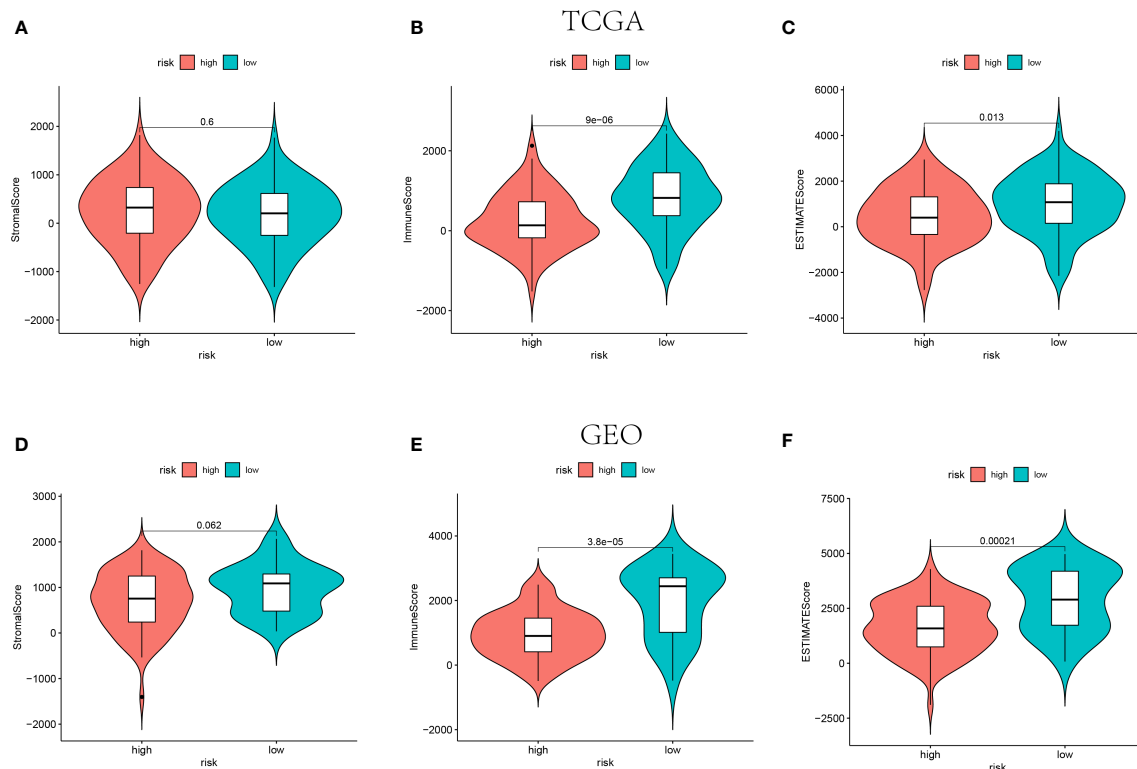 TCGA
A
risk high low
StromalScore
2000
1000
0
−1000
−2000
0.6
high low
risk
B
risk high low
ImmuneScore
2000
0
−2000
9e−06
high low
risk
C
risk high low
ESTIMATEScore
6000
4000
2000
0
−2000
−4000
0.013
high low
risk
GEO
D
risk high low
StromalScore
3000
2000
1000
0
−1000
−2000
0.062
high low
risk
E
risk high low
ImmuneScore
4000
2000
0
−2000
3.8e−05
high low
risk
F
risk high low
ESTIMATEScore
7500
5000
2500
0
−2500
0.00021
high low
risk